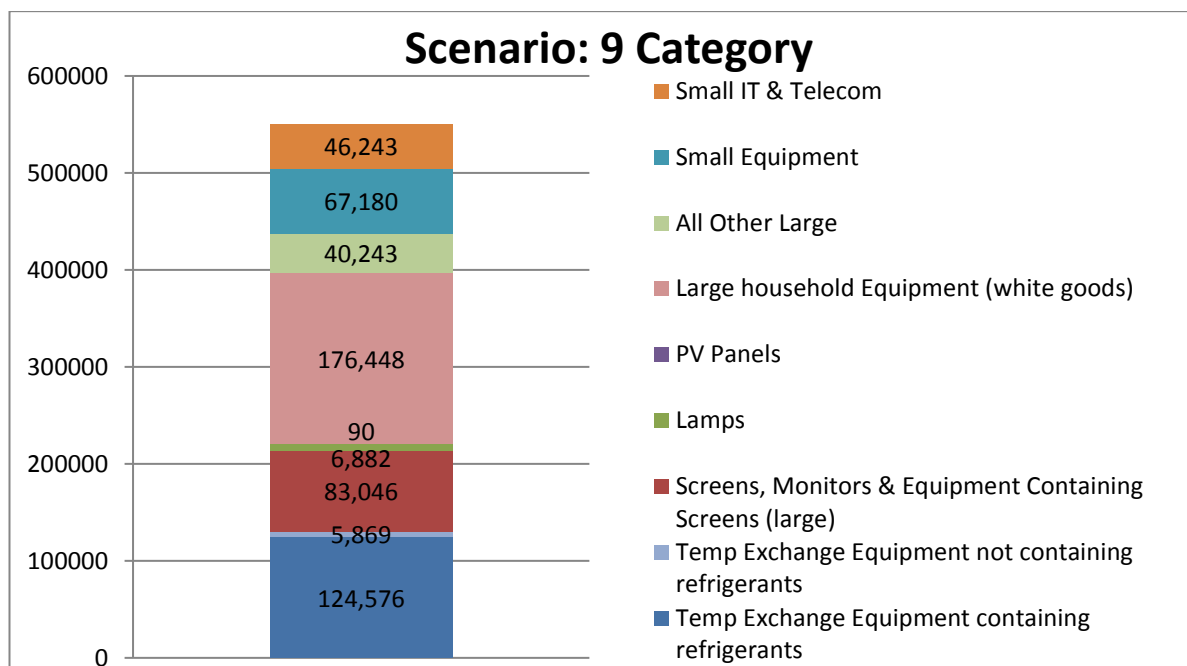 Scenario: 9 Category
600000
500000
400000
300000
200000
100000
0
46,243
67,180
40,243
176,448
90
6,882
83,046
5,869
124,576
Small IT & Telecom
Small Equipment
All Other Large
Large household Equipment (white goods)
PV Panels
Lamps
Screens, Monitors & Equipment Containing
Screens (large)
Temp Exchange Equipment not containing
refrigerants
Temp Exchange Equipment containing
refrigerants